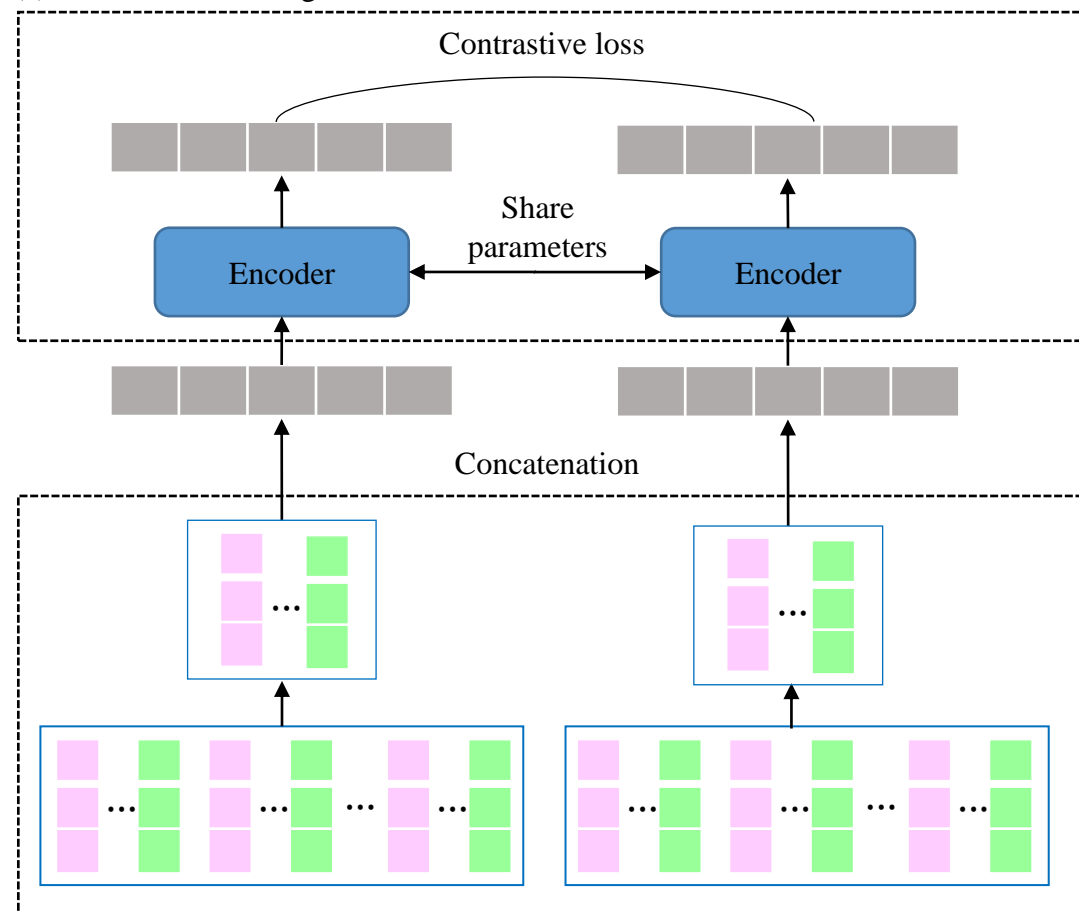 Contrastive loss
Share
parameters
Encoder
Encoder
Concatenation